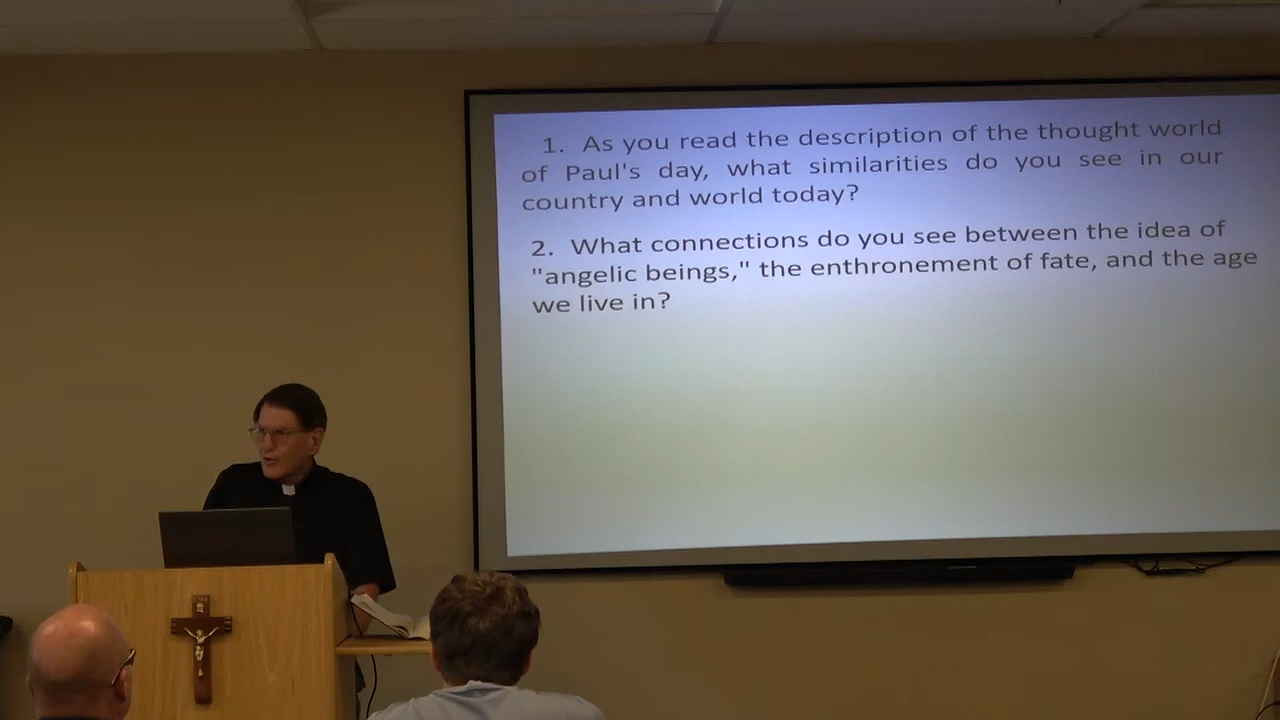 1. As you read the description of the thought world
of Paul's day, what similarities do you see in our
country and world today?
2. What connections do you see between the idea of
"angelic beings," the enthronement of fate, and the age
we live in?